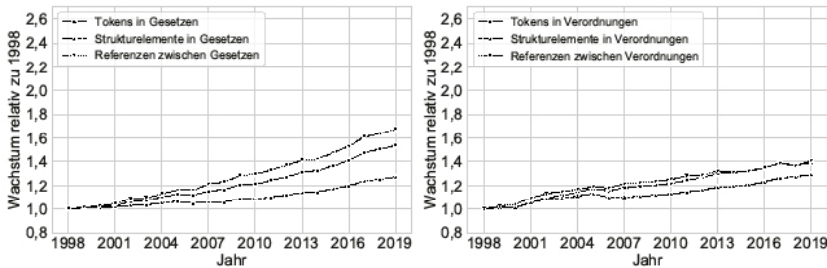 Tokens in Gesetzen
Strukturelemente in Gesetzen
Referenzen zwischen Gesetzen
Wachstum relativ zu 1998
2,6
2,4
2,2
2,0
1,8
1,6
1,4
1,2
1,0
0,8
1998 2001 2004 2007 2010 2013 2016 2019
Jahr
Tokens in Verordnungen
Strukturelemente in Verordnungen
Referenzen zwischen Verordnungen
Wachstum relativ zu 1998
2,6
2,4
2,2
2,0
1,8
1,6
1,4
1,2
1,0
0,8
1998 2001 2004 2007 2010 2013 2016 2019
Jahr